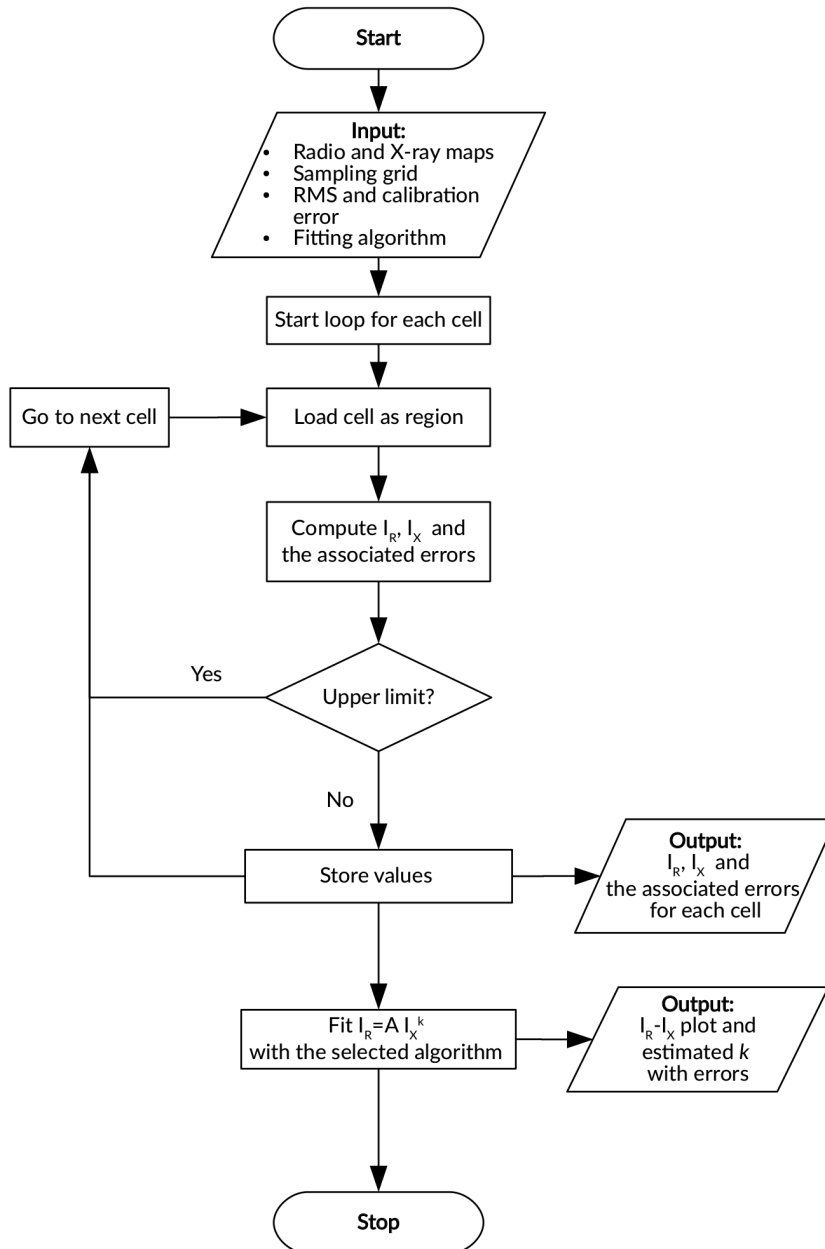 Start
Input:
• Radio and X-ray maps
• Sampling grid
• RMS and calibration
error
• Fitting algorithm
Start loop for each cell
Go to next cell
Load cell as region
Compute I_R, I_X and
the associated errors
Yes
Upper limit?
No
Store values
Output:
I_R, I_X and
the associated errors
for each cell
Fit I_R=A I_X^k
with the selected algorithm
Output:
I_R-I_X plot and
estimated k
with errors
Stop